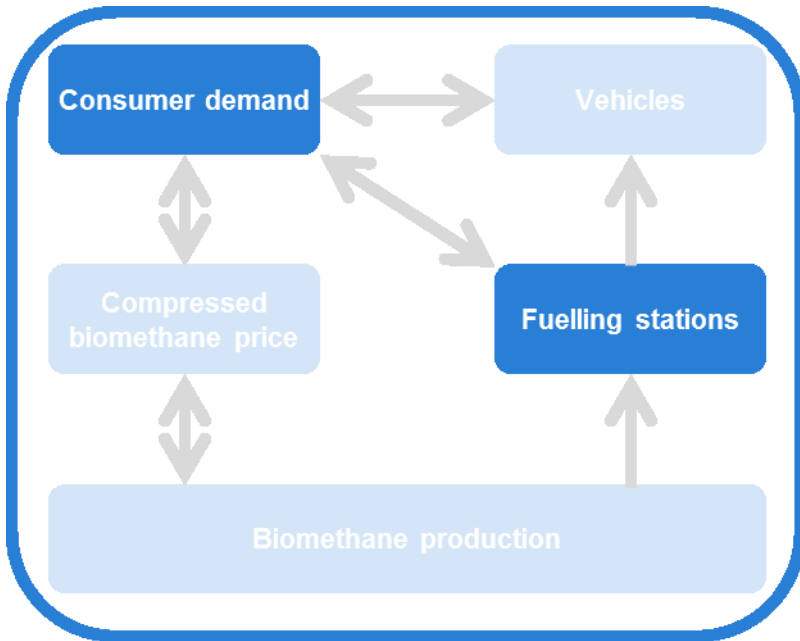 Consumer demand
Vehicles
Compressed
biomethane price
Fuelling stations
Biomethane production